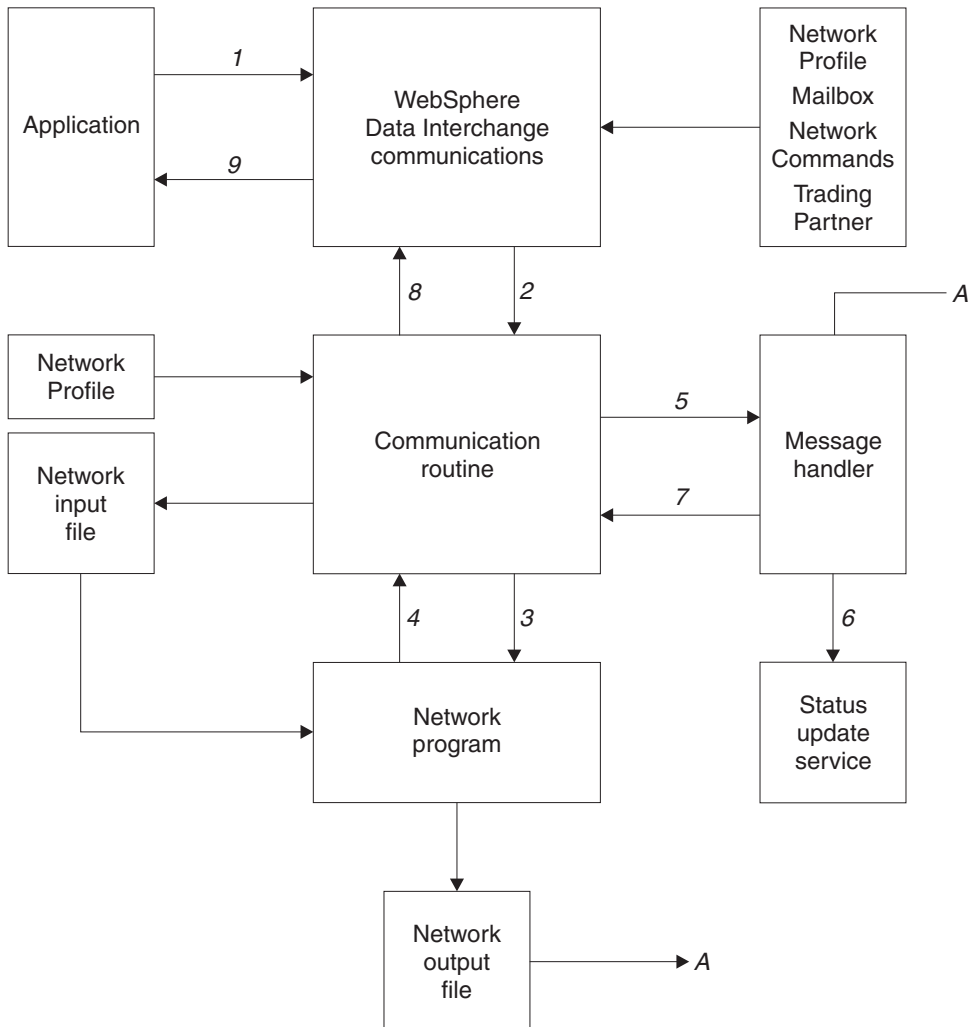 Application
1
9
WebSphere
Data Interchange
communications
Network
Profile
Mailbox
Network
Commands
Trading
Partner
8
2
A
Network
Profile
Network
input
file
Communication
routine
5
7
Message
handler
4
3
6
Network
program
Status
update
service
Network
output
file
A